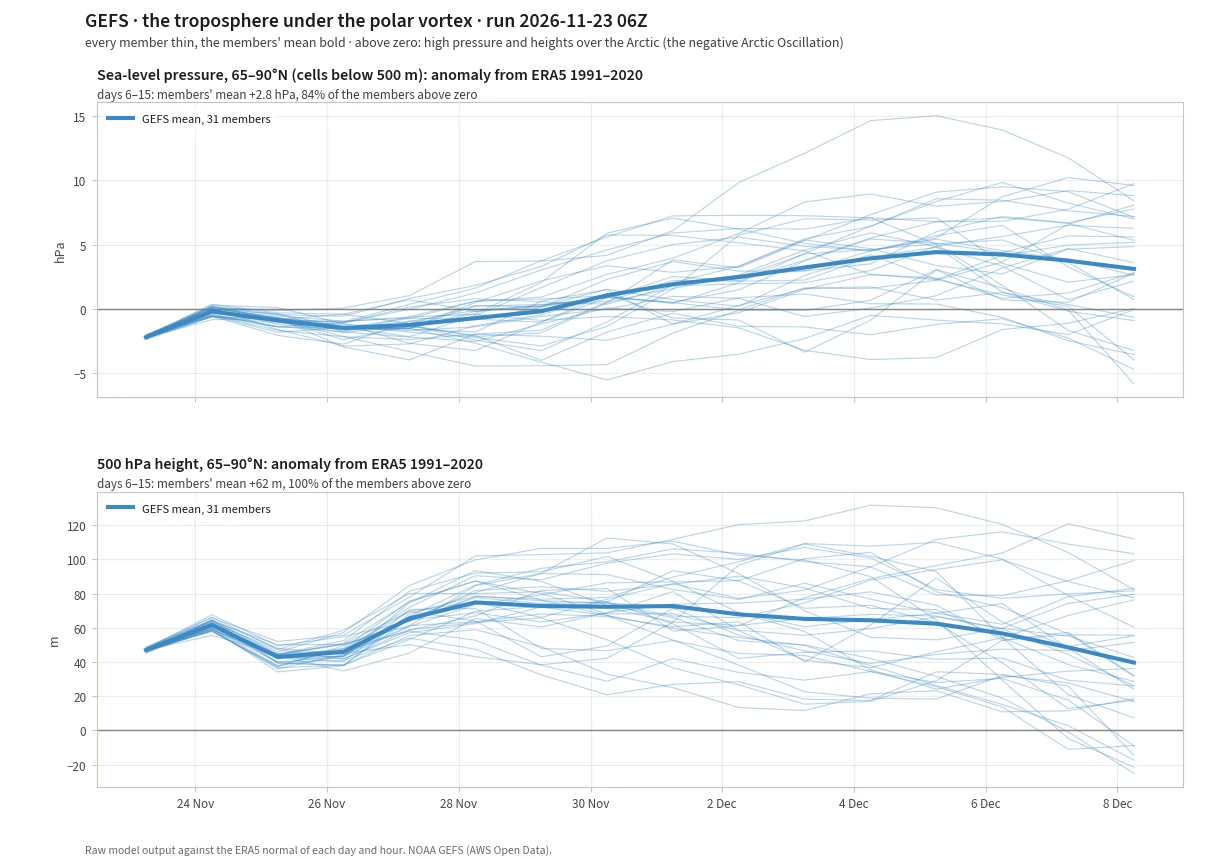 GEFS · the troposphere under the polar vortex · run 2026-11-23 06Z
every member thin, the members' mean bold · above zero: high pressure and heights over the Arctic (the negative Arctic Oscillation)
Sea-level pressure, 65–90°N (cells below 500 m): anomaly from ERA5 1991–2020
days 6–15: members' mean +2.8 hPa, 84% of the members above zero
GEFS mean, 31 members
15
10
5
0
−5
hPa
500 hPa height, 65–90°N: anomaly from ERA5 1991–2020
days 6–15: members' mean +62 m, 100% of the members above zero
GEFS mean, 31 members
120
100
80
60
40
20
0
−20
m
24 Nov
26 Nov
28 Nov
30 Nov
2 Dec
4 Dec
6 Dec
8 Dec
Raw model output against the ERA5 normal of each day and hour. NOAA GEFS (AWS Open Data).